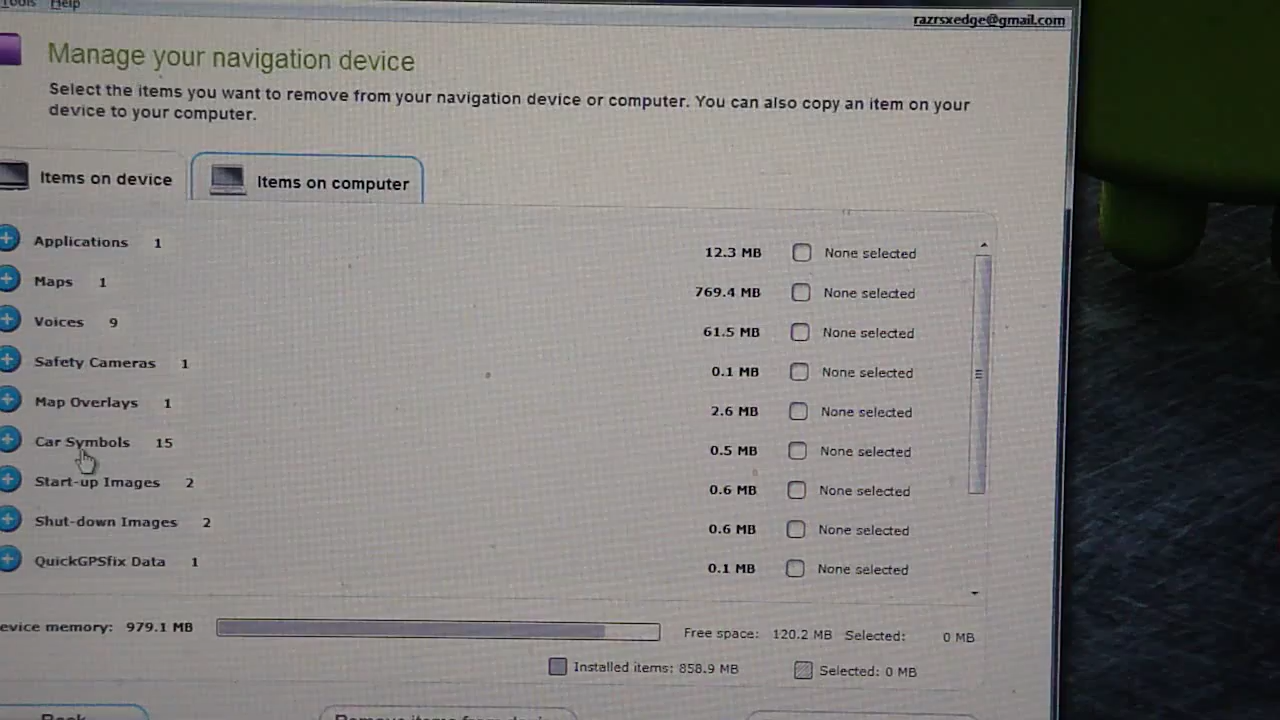 Tools Help
razrsxedge@gmail.com
Manage your navigation device
Select the items you want to remove from your navigation device or computer. You can also copy an item on your
device to your computer.
Items on device Items on computer
Applications 1 12.3 MB None selected
Maps 1 769.4 MB None selected
Voices 9 61.5 MB None selected
Safety Cameras 1 0.1 MB None selected
Map Overlays 1 2.6 MB None selected
Car Symbols 15 0.5 MB None selected
Start-up Images 2 0.6 MB None selected
Shut-down Images 2 0.6 MB None selected
QuickGPSfix Data 1 0.1 MB None selected
evice memory: 979.1 MB Free space: 120.2 MB Selected: 0 MB
Installed items: 858.9 MB Selected: 0 MB
Back Remove items from